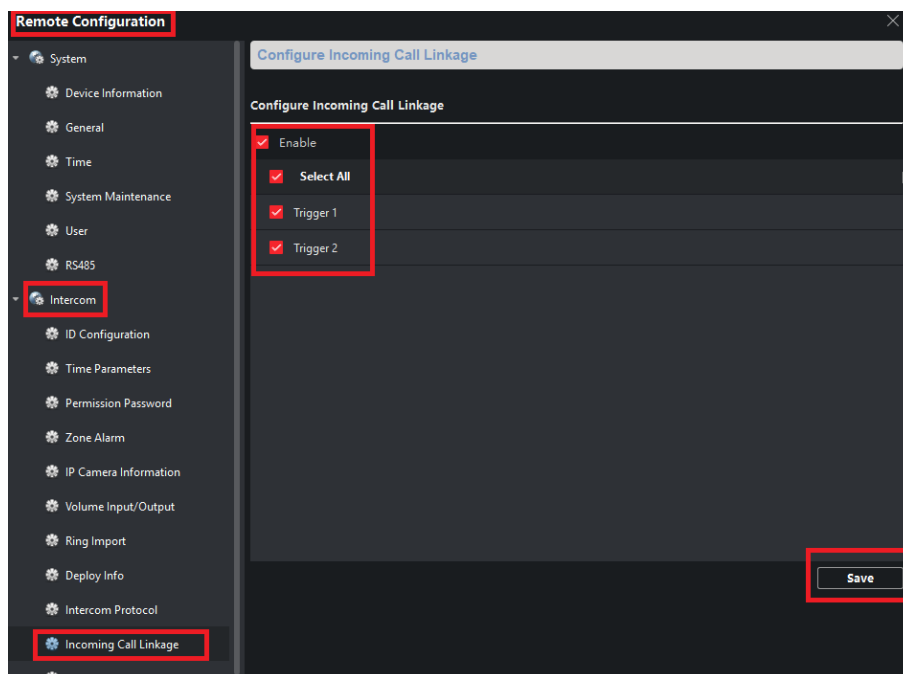 Remote Configuration
System
Device Information
General
Time
System Maintenance
User
RS485
Intercom
ID Configuration
Time Parameters
Permission Password
Zone Alarm
IP Camera Information
Volume Input/Output
Ring Import
Deploy Info
Intercom Protocol
Incoming Call Linkage
Configure Incoming Call Linkage
Configure Incoming Call Linkage
Enable
Select All
Trigger 1
Trigger 2
Save